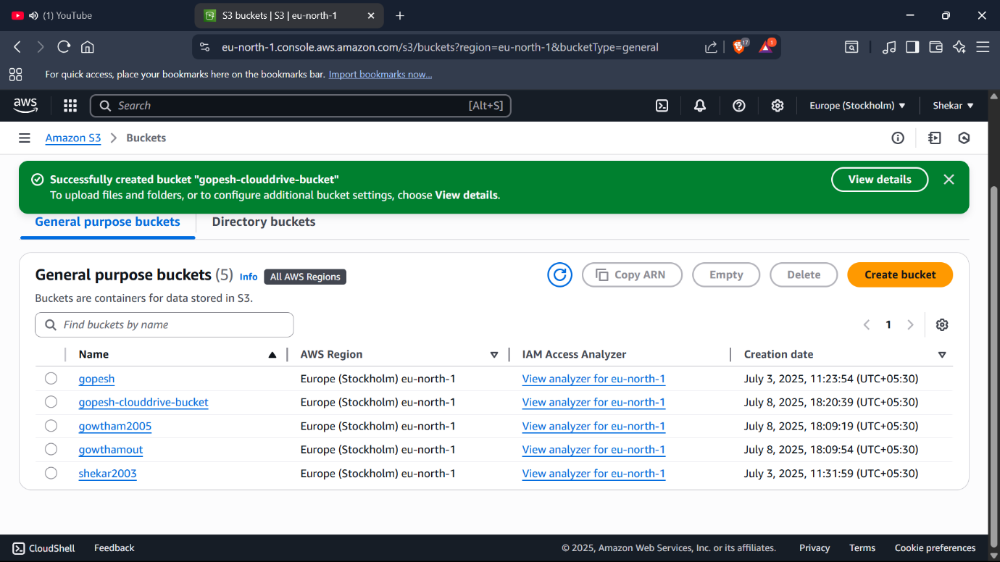 (1) YouTube
S3 buckets | S3 | eu-north-1
eu-north-1.console.aws.amazon.com/s3/buckets?region=eu-north-1&bucketType=general
17
1
For quick access, place your bookmarks here on the bookmarks bar. Import bookmarks now...
aws
Search [Alt+S]
Europe (Stockholm)
Shekar
Amazon S3 > Buckets
Successfully created bucket "gopesh-clouddrive-bucket"
To upload files and folders, or to configure additional bucket settings, choose View details.
View details
General purpose buckets
Directory buckets
General purpose buckets (5) Info All AWS Regions
Copy ARN
Empty
Delete
Create bucket
Buckets are containers for data stored in S3.
Find buckets by name
1
Name AWS Region IAM Access Analyzer Creation date
gopesh Europe (Stockholm) eu-north-1 View analyzer for eu-north-1 July 3, 2025, 11:23:54 (UTC+05:30)
gopesh-clouddrive-bucket Europe (Stockholm) eu-north-1 View analyzer for eu-north-1 July 8, 2025, 18:20:39 (UTC+05:30)
gowtham2005 Europe (Stockholm) eu-north-1 View analyzer for eu-north-1 July 8, 2025, 18:09:19 (UTC+05:30)
gowthamout Europe (Stockholm) eu-north-1 View analyzer for eu-north-1 July 8, 2025, 18:09:54 (UTC+05:30)
shekar2003 Europe (Stockholm) eu-north-1 View analyzer for eu-north-1 July 3, 2025, 11:31:59 (UTC+05:30)
CloudShell Feedback © 2025, Amazon Web Services, Inc. or its affiliates. Privacy Terms Cookie preferences